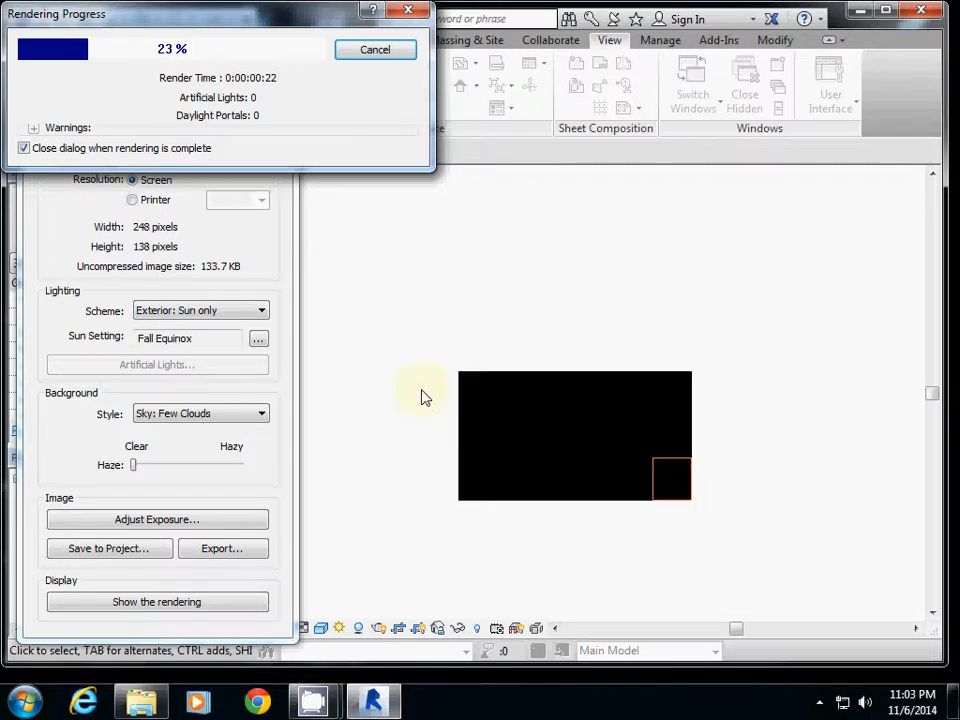 Rendering Progress
?
23 %
Cancel
Render Time : 0:00:00:22
Artificial Lights: 0
Daylight Portals: 0
Warnings:
Close dialog when rendering is complete
word or phrase
Sign In
Massing & Site
Collaborate
View
Manage
Add-Ins
Modify
Switch
Windows
Close
Hidden
User
Interface
Sheet Composition
Windows
Resolution:
Screen
Printer
Width: 248 pixels
Height: 138 pixels
Uncompressed image size: 133.7 KB
Lighting
Scheme: Exterior: Sun only
Sun Setting: Fall Equinox
...
Artificial Lights...
Background
Style: Sky: Few Clouds
Clear
Hazy
Haze:
Image
Adjust Exposure...
Save to Project...
Export...
Display
Show the rendering
Click to select, TAB for alternates, CTRL adds, SHI
:0
Main Model
11:03 PM
11/6/2014